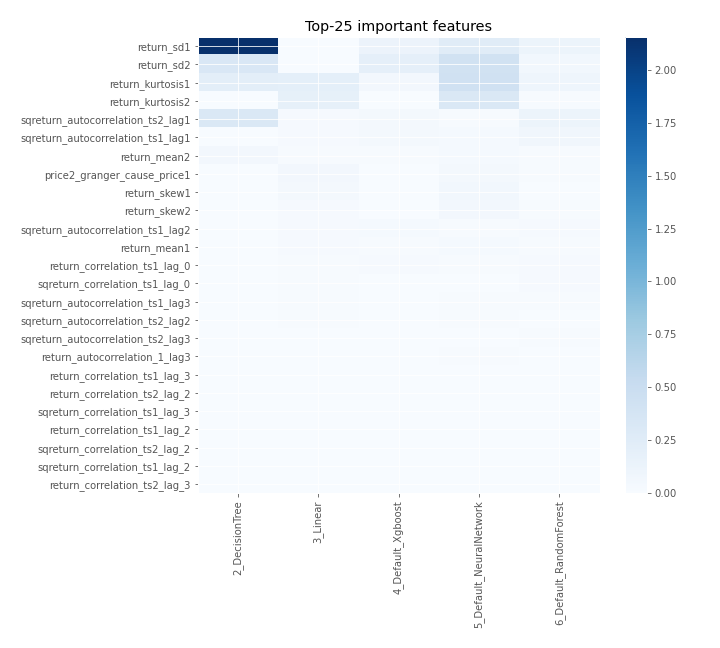 Top-25 important features
return_sd1
return_sd2
return_kurtosis1
return_kurtosis2
sqreturn_autocorrelation_ts2_lag1
sqreturn_autocorrelation_ts1_lag1
return_mean2
price2_granger_cause_price1
return_skew1
return_skew2
sqreturn_autocorrelation_ts1_lag2
return_mean1
return_correlation_ts1_lag_0
sqreturn_correlation_ts1_lag_0
sqreturn_autocorrelation_ts1_lag3
sqreturn_autocorrelation_ts2_lag2
sqreturn_autocorrelation_ts2_lag3
return_autocorrelation_1_lag3
return_correlation_ts1_lag_3
return_correlation_ts2_lag_2
sqreturn_correlation_ts1_lag_3
return_correlation_ts1_lag_2
sqreturn_correlation_ts2_lag_2
sqreturn_correlation_ts1_lag_2
return_correlation_ts2_lag_3
2_DecisionTree
3_Linear
4_Default_Xgboost
5_Default_NeuralNetwork
6_Default_RandomForest
2.00
1.75
1.50
1.25
1.00
0.75
0.50
0.25
0.00